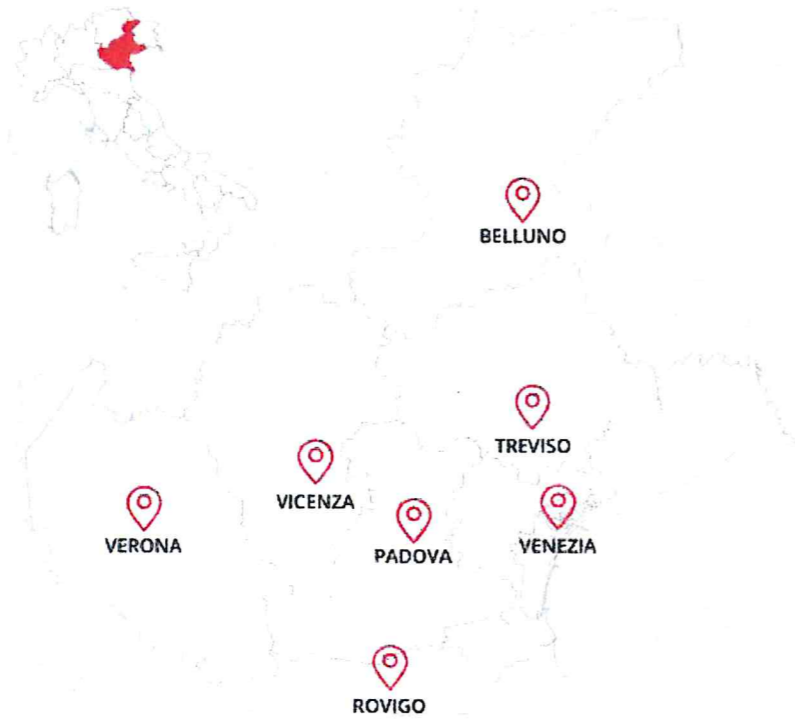 BELLUNO
TREVISO
VICENZA
VERONA
PADOVA
VENEZIA
ROVIGO